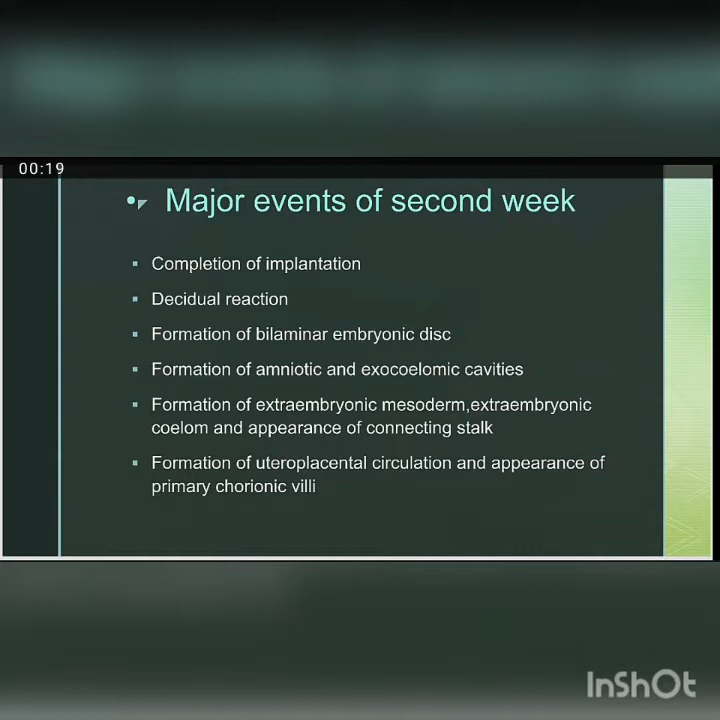 00:19
Major events of second week
Completion of implantation
Decidual reaction
Formation of bilaminar embryonic disc
Formation of amniotic and exocoelomic cavities
Formation of extraembryonic mesoderm,extraembryonic
coelom and appearance of connecting stalk
Formation of uteroplacental circulation and appearance of
primary chorionic villi
InShOt